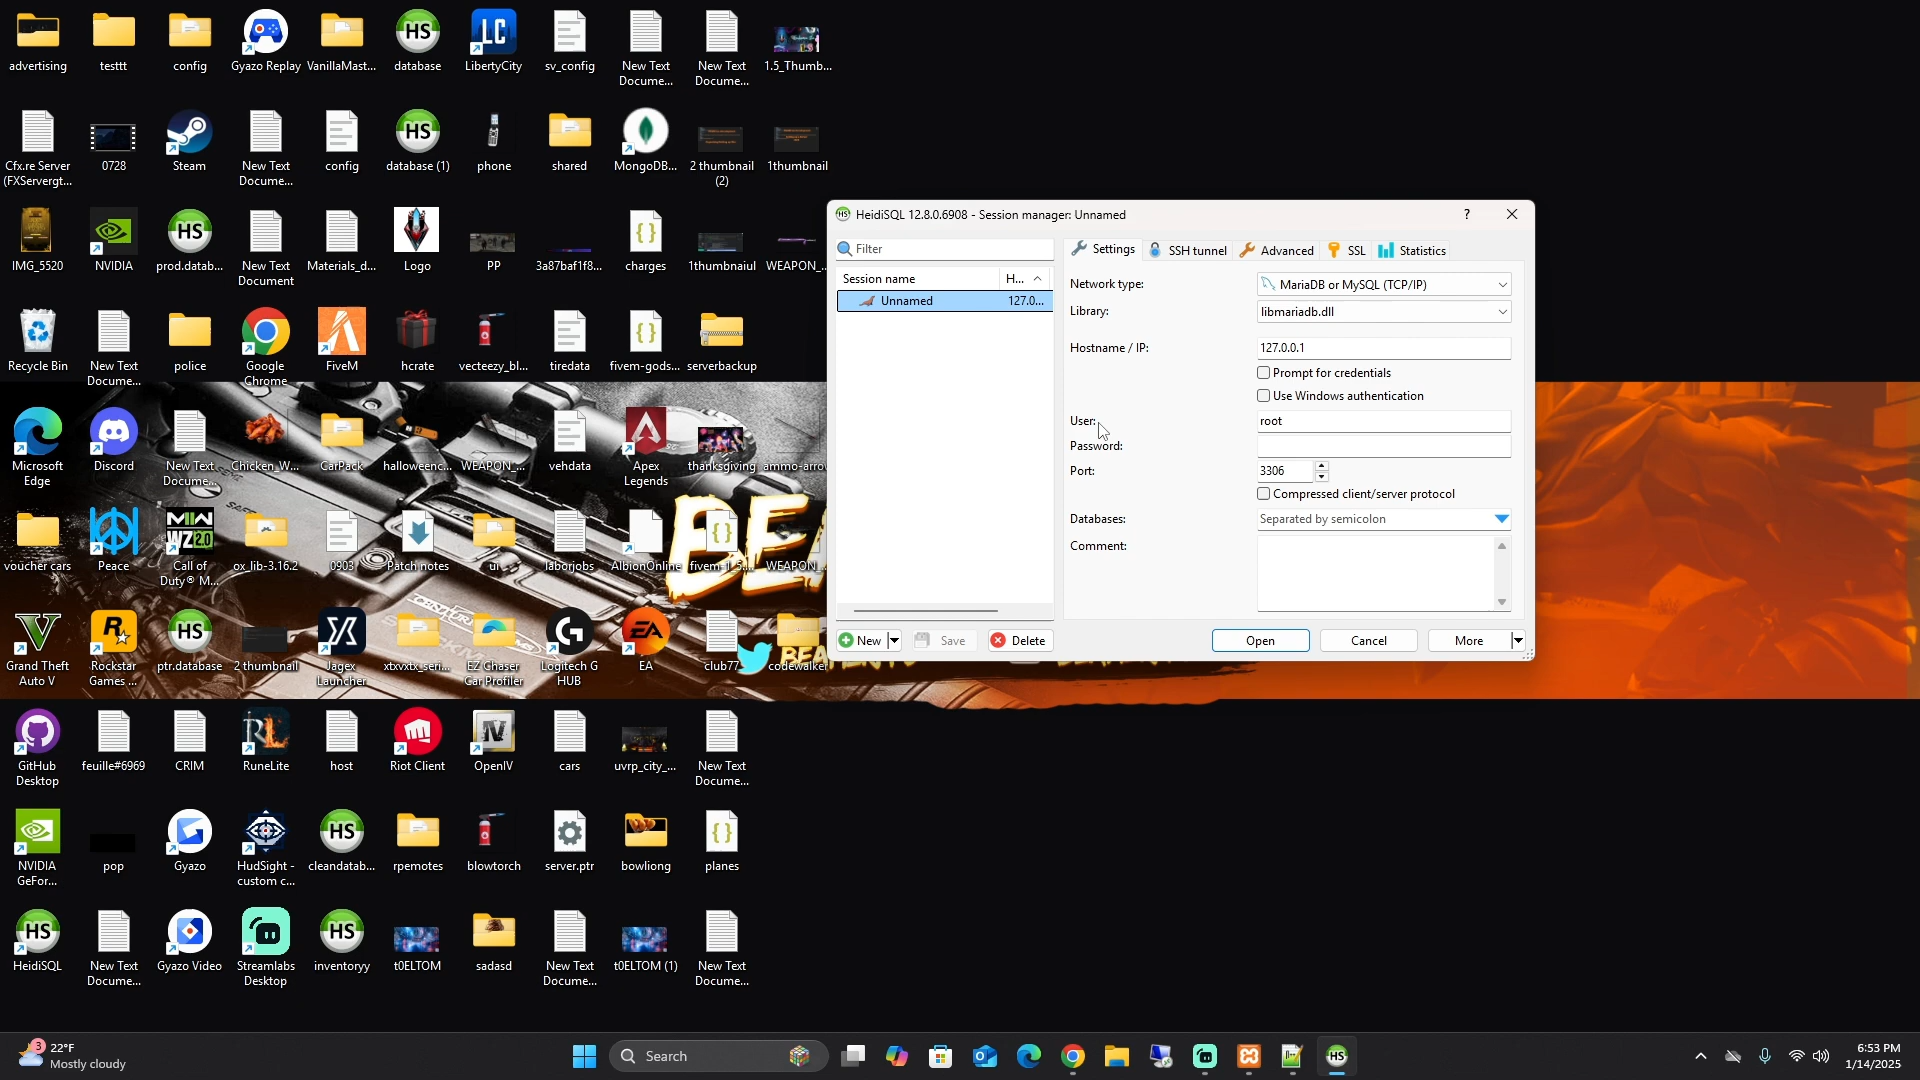 advertising
testtt
config
Gyazo Replay
VanillaMast...
database
LibertyCity
sv_config
New Text
Docume...
New Text
Docume...
1.5_Thumb...
Cfx.re Server
(FXServergt...
0728
Steam
New Text
Docume...
config
database (1)
phone
shared
MongoDB...
2 thumbnail
(2)
1thumbnail
IMG_5520
NVIDIA
prod.datab...
New Text
Document
Materials_d...
Logo
PP
3a87baf1f8...
charges
1thumbnaiul
WEAPON_...
Recycle Bin
New Text
Docume...
police
Google
Chrome
FiveM
hcrate
vecteezy_bl...
tiredata
fivem-gods...
serverbackup
Microsoft
Edge
Discord
New Text
Docume...
Chicken_W...
CarPack
halloweenc...
WEAPON_...
vehdata
Apex
Legends
thanksgiving
ammo-arro
voucher cars
Peace
Call of
Duty® M...
ox_lib-3.16.2
0903
Patch notes
ui
laborjobs
AlbionOnline
fivem-1.5...
WEAPON_
Grand Theft
Auto V
Rockstar
Games ...
ptr.database
2 thumbnail
Jagex
Launcher
xtxvxtx_seri...
EZ Chaser
Car Profiler
Logitech G
HUB
EA
club77
codewalker
GitHub
Desktop
feuille#6969
CRIM
RuneLite
host
Riot Client
OpenIV
cars
uvrp_city_...
New Text
Docume...
NVIDIA
GeFor...
pop
Gyazo
HudSight -
custom c...
cleandatab...
rpemotes
blowtorch
server.ptr
bowliong
planes
HeidiSQL
New Text
Docume...
Gyazo Video
Streamlabs
Desktop
inventoryy
t0ELTOM
sadasd
New Text
Docume...
t0ELTOM (1)
New Text
Docume...
HeidiSQL 12.8.0.6908 - Session manager: Unnamed
Filter
Session name
H...
Unnamed
127.0...
New
Save
Delete
Settings
SSH tunnel
Advanced
SSL
Statistics
Network type:
MariaDB or MySQL (TCP/IP)
Library:
libmariadb.dll
Hostname / IP:
127.0.0.1
Prompt for credentials
Use Windows authentication
User:
root
Password:
Port:
3306
Compressed client/server protocol
Databases:
Separated by semicolon
Comment:
Open
Cancel
More
3
22°F
Mostly cloudy
Search
6:53 PM
1/14/2025